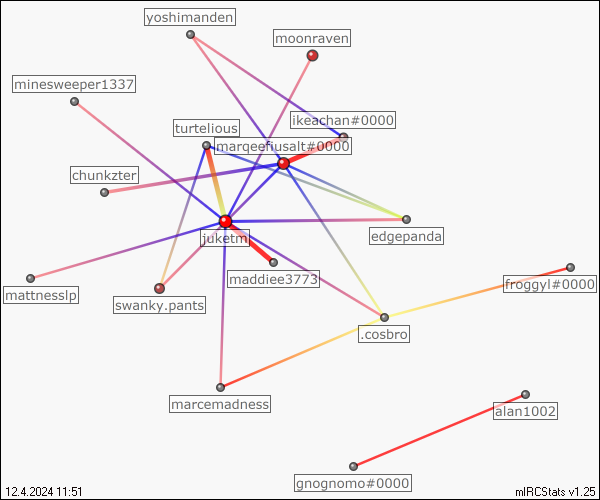 yoshimanden
moonraven
minesweeper1337
ikeachan#0000
turtelious
marqeefusalt#0000
chunkzter
edgepanda
juketm
maddiee3773
froggyl#0000
mattnesslp
swanky.pants
.cosbro
marcemadness
alan1002
gnognomo#0000
12.4.2024 11:51
mIRCStats v1.25